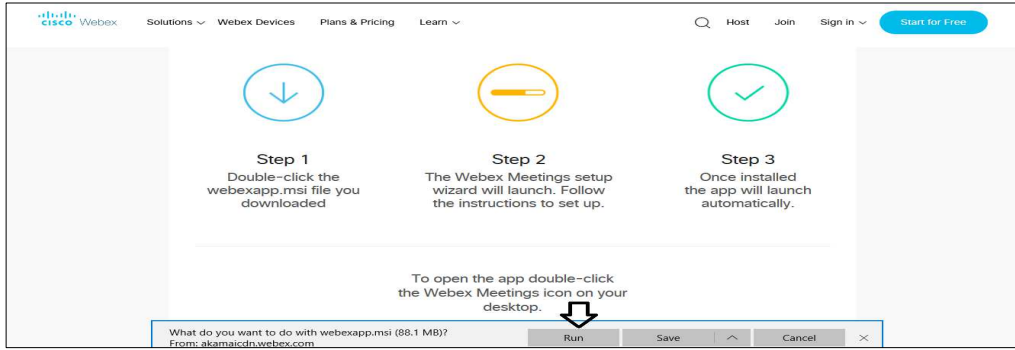 cisco Webex Solutions Webex Devices Plans & Pricing Learn Host Join Sign in Start for Free
Step 1
Double-click the
webexapp.msi file you
downloaded
Step 2
The Webex Meetings setup
wizard will launch. Follow
the instructions to set up.
Step 3
Once installed
the app will launch
automatically.
To open the app double-click
the Webex Meetings icon on your
desktop.
What do you want to do with webexapp.msi (88.1 MB)?
From: akamaicdn.webex.com
Run Save Cancel